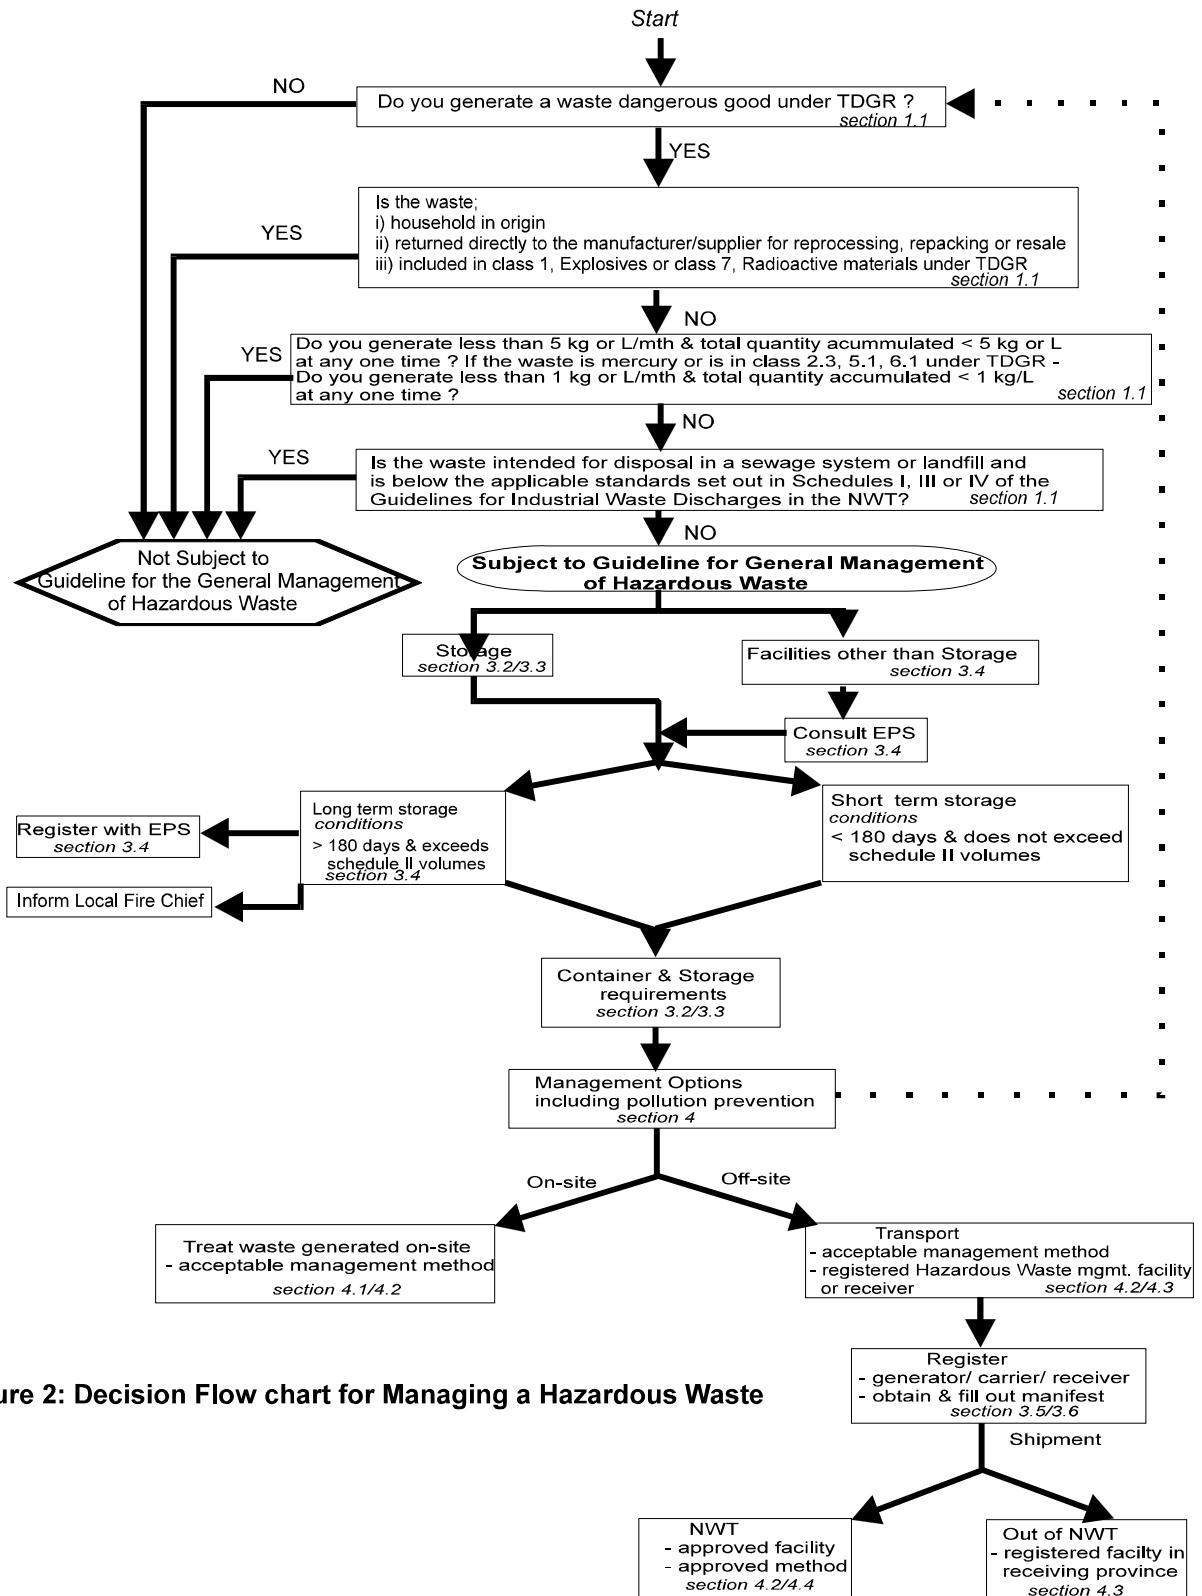 Start
NO
Do you generate a waste dangerous good under TDGR ?
section 1.1
YES
Is the waste;
i) household in origin
YES
ii) returned directly to the manufacturer/supplier for reprocessing, repacking or resale
iii) included in class 1, Explosives or class 7, Radioactive materials under TDGR
section 1.1
NO
YES
Do you generate less than 5 kg or L/mth & total quantity acummulated < 5 kg or L
at any one time ? If the waste is mercury or is in class 2.3, 5.1, 6.1 under TDGR -
Do you generate less than 1 kg or L/mth & total quantity accumulated < 1 kg/L
at any one time ?
section 1.1
NO
YES
Is the waste intended for disposal in a sewage system or landfill and
is below the applicable standards set out in Schedules I, III or IV of the
Guidelines for Industrial Waste Discharges in the NWT?
section 1.1
NO
Not Subject to
Guideline for the General Management
of Hazardous Waste
Subject to Guideline for General Management
of Hazardous Waste
Storage
section 3.2/3.3
Facilities other than Storage
section 3.4
Consult EPS
section 3.4
Long term storage
conditions
> 180 days & exceeds
schedule II volumes
section 3.4
Short term storage
conditions
< 180 days & does not exceed
schedule II volumes
Register with EPS
section 3.4
Inform Local Fire Chief
Container & Storage
requirements
section 3.2/3.3
Management Options
including pollution prevention
section 4
On-site
Off-site
Treat waste generated on-site
- acceptable management method
section 4.1/4.2
Transport
- acceptable management method
- registered Hazardous Waste mgmt. facility
or receiver
section 4.2/4.3
Register
- generator/ carrier/ receiver
- obtain & fill out manifest
section 3.5/3.6
ure 2: Decision Flow chart for Managing a Hazardous Waste
Shipment
NWT
- approved facility
- approved method
section 4.2/4.4
Out of NWT
- registered facilty in
receiving province
section 4.3